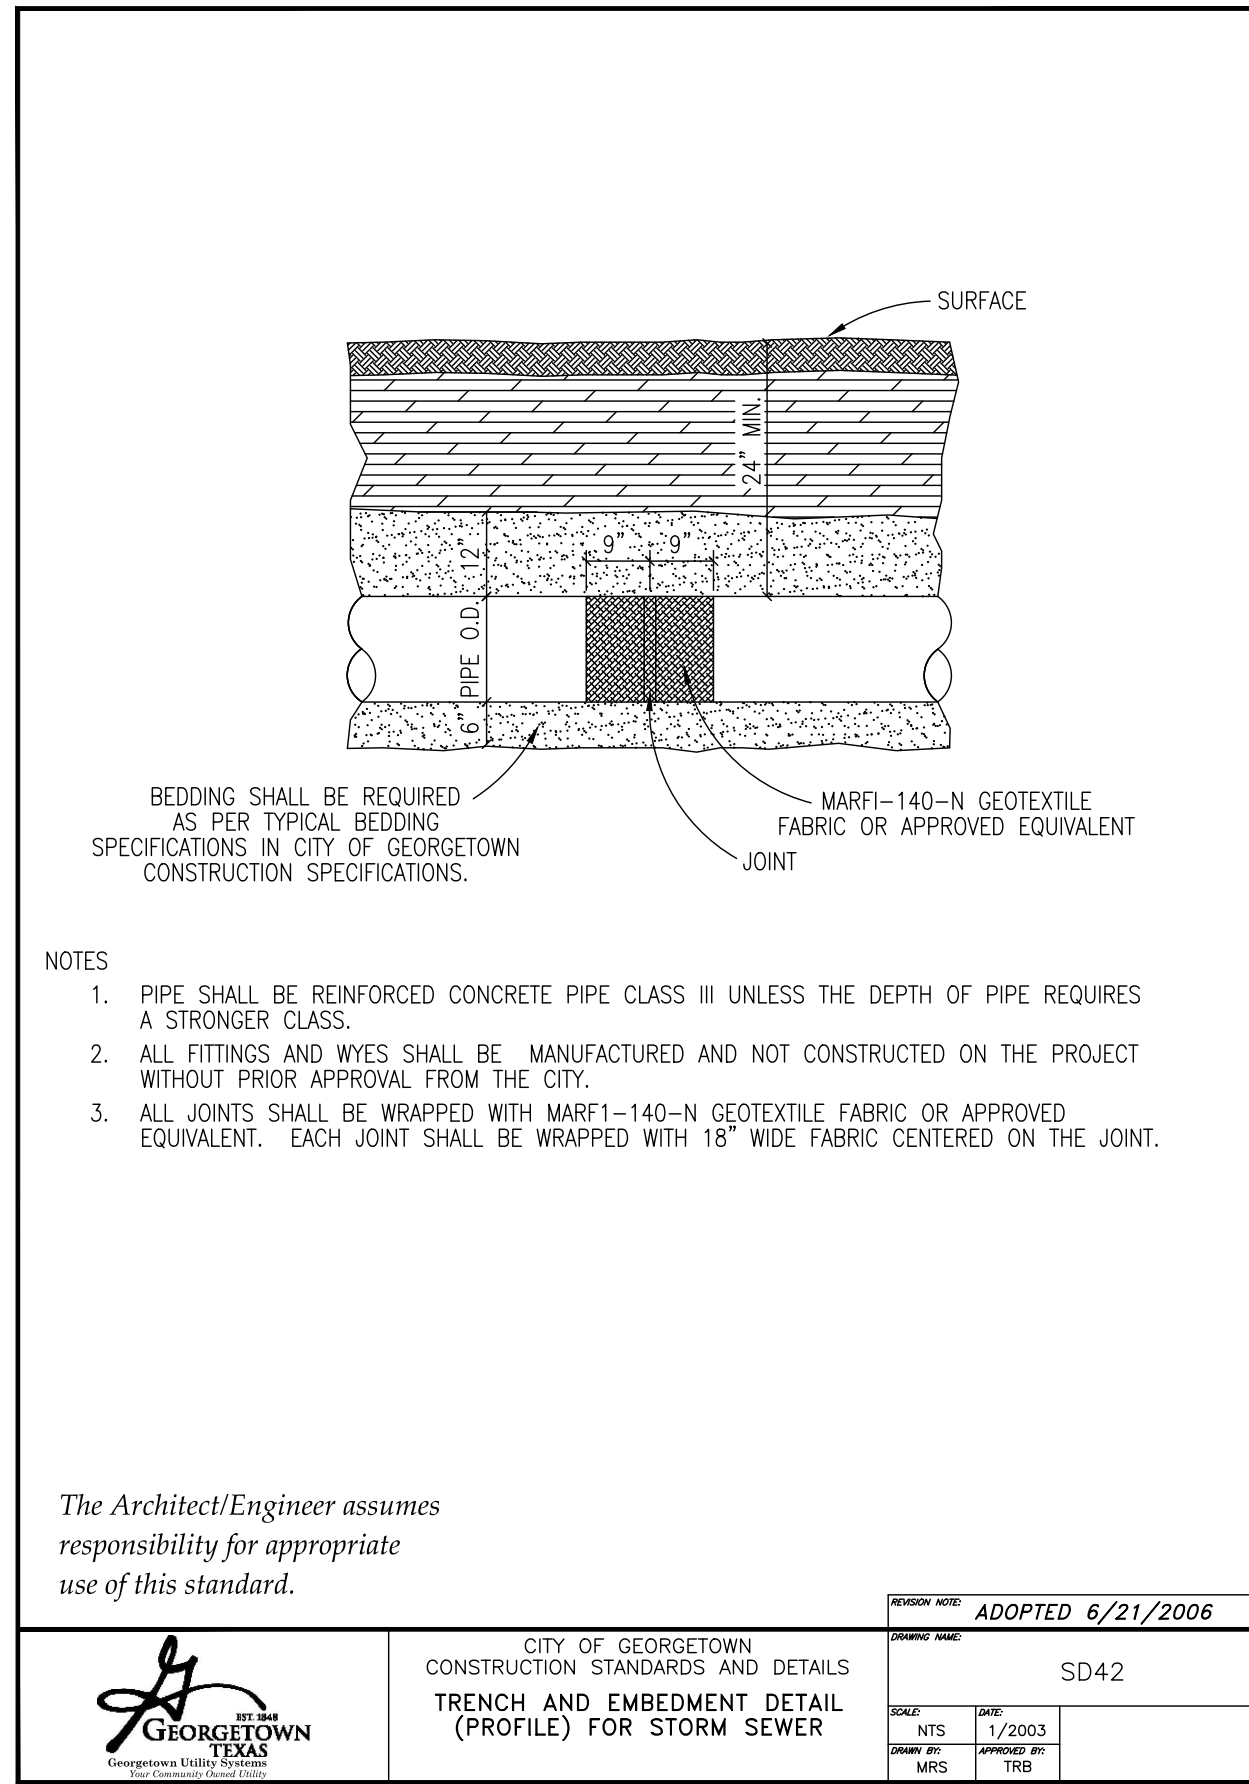 SURFACE
24" MIN.
12"
9" 9"
PIPE O.D.
6"
BEDDING SHALL BE REQUIRED
AS PER TYPICAL BEDDING
SPECIFICATIONS IN CITY OF GEORGETOWN
CONSTRUCTION SPECIFICATIONS.
MARFI-140-N GEOTEXTILE
FABRIC OR APPROVED EQUIVALENT
JOINT
NOTES
1. PIPE SHALL BE REINFORCED CONCRETE PIPE CLASS III UNLESS THE DEPTH OF PIPE REQUIRES
A STRONGER CLASS.
2. ALL FITTINGS AND WYES SHALL BE MANUFACTURED AND NOT CONSTRUCTED ON THE PROJECT
WITHOUT PRIOR APPROVAL FROM THE CITY.
3. ALL JOINTS SHALL BE WRAPPED WITH MARF1-140-N GEOTEXTILE FABRIC OR APPROVED
EQUIVALENT. EACH JOINT SHALL BE WRAPPED WITH 18" WIDE FABRIC CENTERED ON THE JOINT.
The Architect/Engineer assumes
responsibility for appropriate
use of this standard.
REVISION NOTE: ADOPTED 6/21/2006
EST. 1848
GEORGETOWN
TEXAS
Georgetown Utility Systems
Your Community Owned Utility
CITY OF GEORGETOWN
CONSTRUCTION STANDARDS AND DETAILS
TRENCH AND EMBEDMENT DETAIL
(PROFILE) FOR STORM SEWER
DRAWING NAME:
SD42
SCALE: DATE:
NTS 1/2003
DRAWN BY: APPROVED BY:
MRS TRB